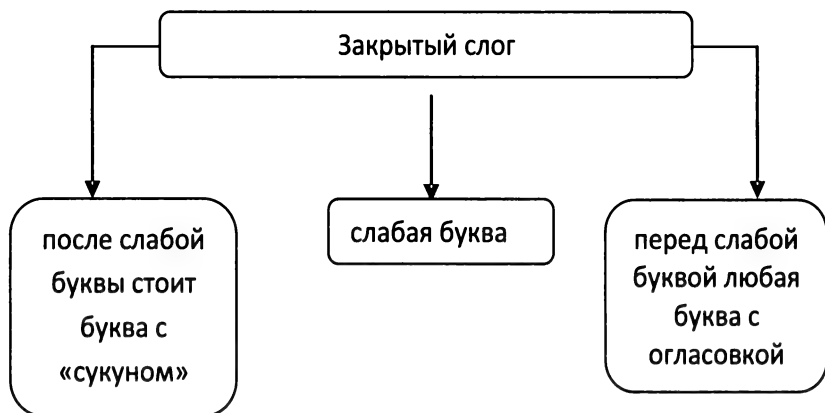 Закрытый слог
после слабой
буквы стоит
буква с
«сукуном»
слабая буква
перед слабой
буквой любая
буква с
огласовкой